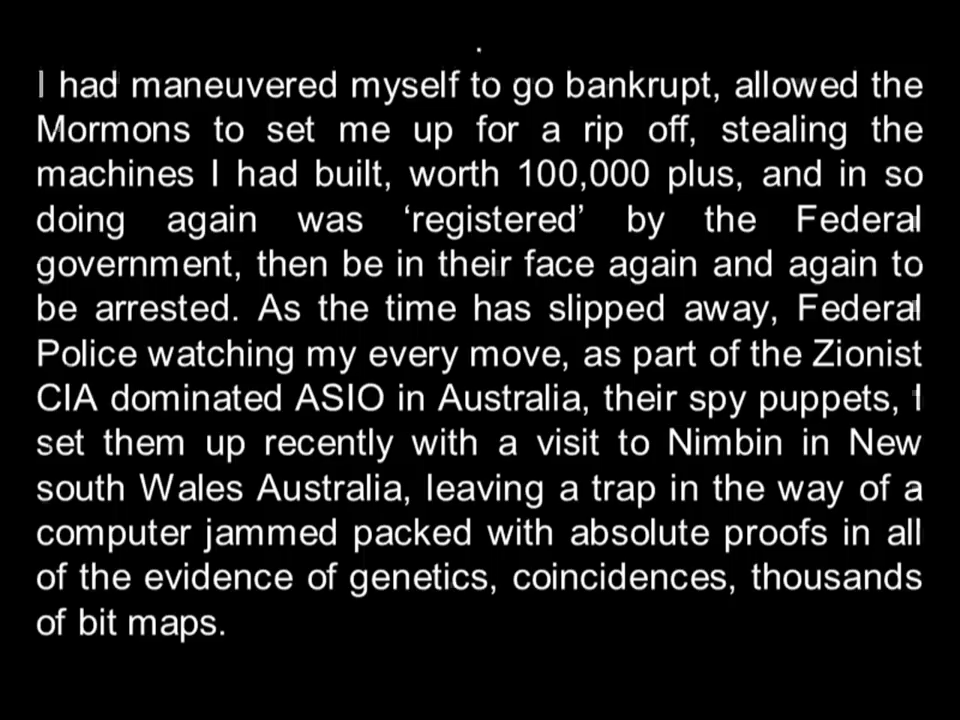 I had maneuvered myself to go bankrupt, allowed the
Mormons to set me up for a rip off, stealing the
machines I had built, worth 100,000 plus, and in so
doing again was ‘registered’ by the Federal
government, then be in their face again and again to
be arrested. As the time has slipped away, Federal
Police watching my every move, as part of the Zionist
CIA dominated ASIO in Australia, their spy puppets, I
set them up recently with a visit to Nimbin in New
south Wales Australia, leaving a trap in the way of a
computer jammed packed with absolute proofs in all
of the evidence of genetics, coincidences, thousands
of bit maps.